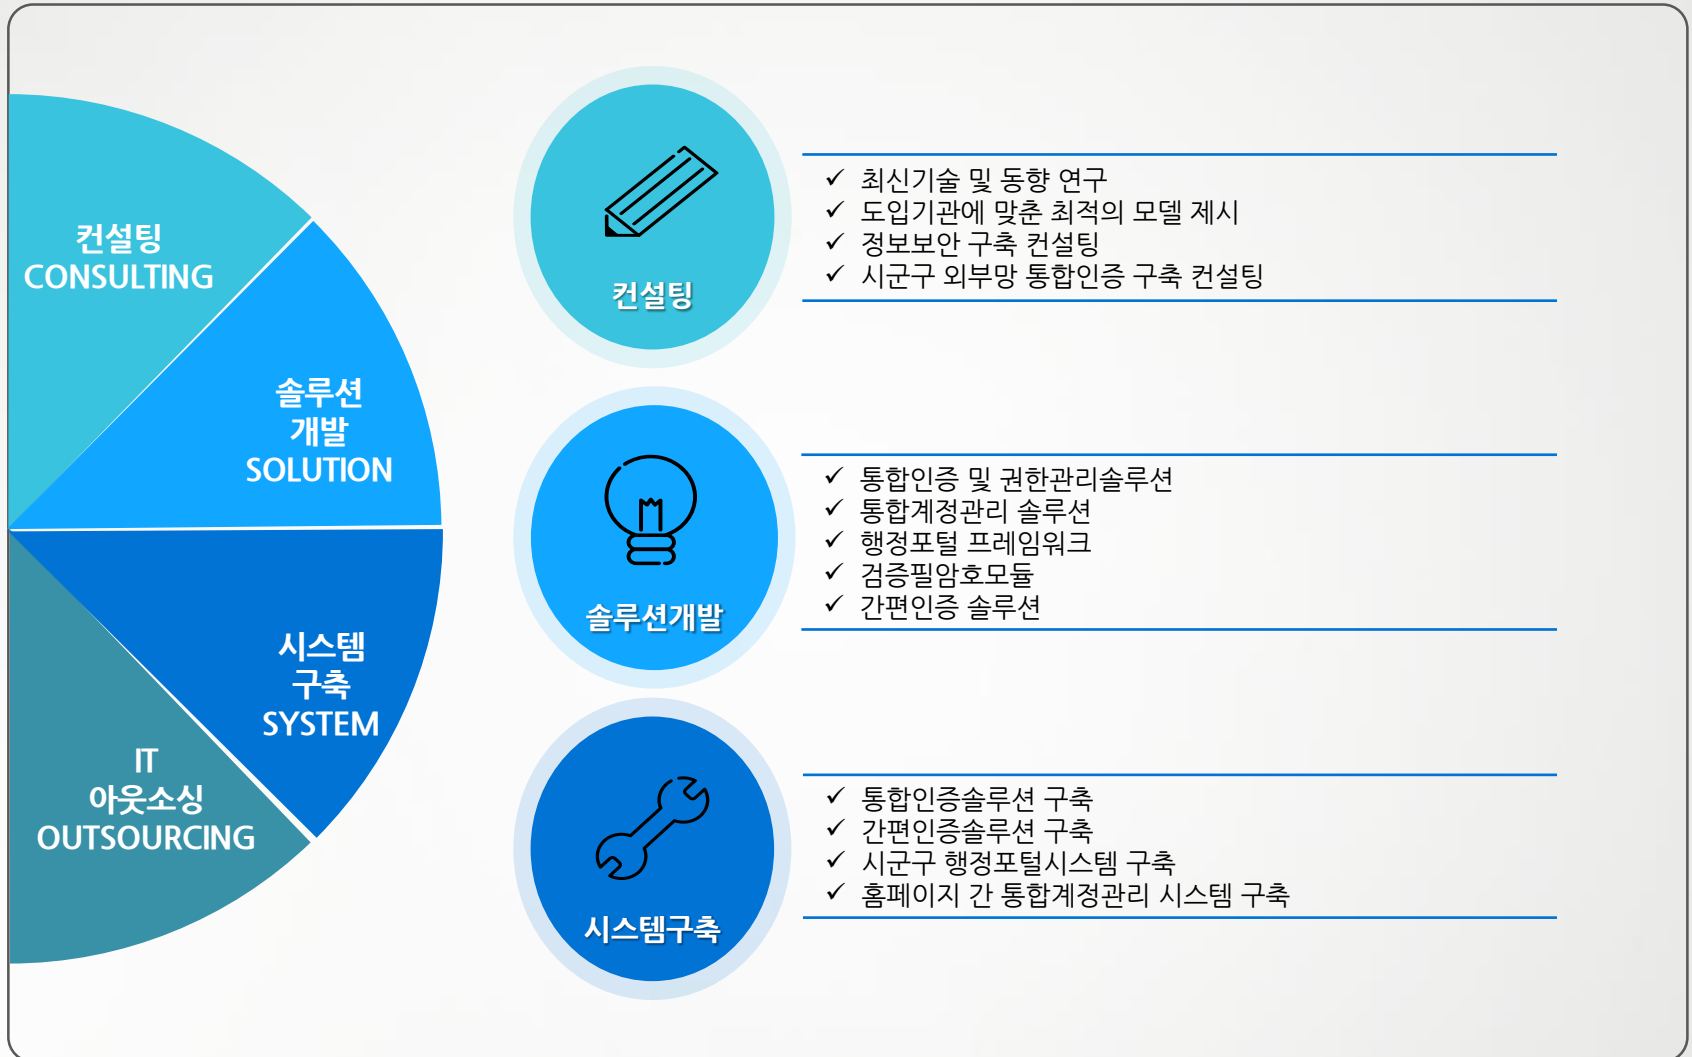 컨설팅
CONSULTING
솔루션
개발
SOLUTION
시스템
구축
SYSTEM
IT
아웃소싱
OUTSOURCING
컨설팅
✓ 최신기술 및 동향 연구
✓ 도입기관에 맞춘 최적의 모델 제시
✓ 정보보안 구축 컨설팅
✓ 시군구 외부망 통합인증 구축 컨설팅
솔루션개발
✓ 통합인증 및 권한관리솔루션
✓ 통합계정관리 솔루션
✓ 행정포털 프레임워크
✓ 검증필암호모듈
✓ 간편인증 솔루션
시스템구축
✓ 통합인증솔루션 구축
✓ 간편인증솔루션 구축
✓ 시군구 행정포털시스템 구축
✓ 홈페이지 간 통합계정관리 시스템 구축